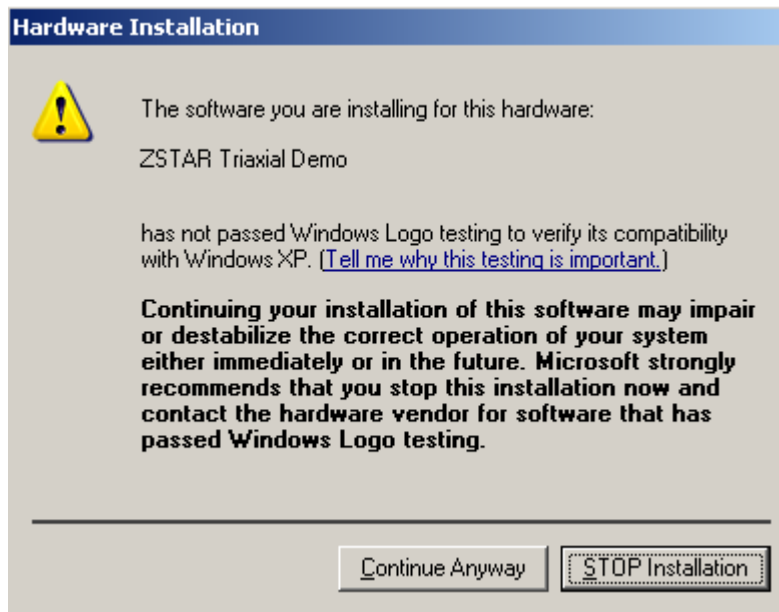 Hardware Installation
The software you are installing for this hardware:
ZSTAR Triaxial Demo
has not passed Windows Logo testing to verify its compatibility
with Windows XP. (Tell me why this testing is important.)
Continuing your installation of this software may impair
or destabilize the correct operation of your system
either immediately or in the future. Microsoft strongly
recommends that you stop this installation now and
contact the hardware vendor for software that has
passed Windows Logo testing.
Continue Anyway
STOP Installation